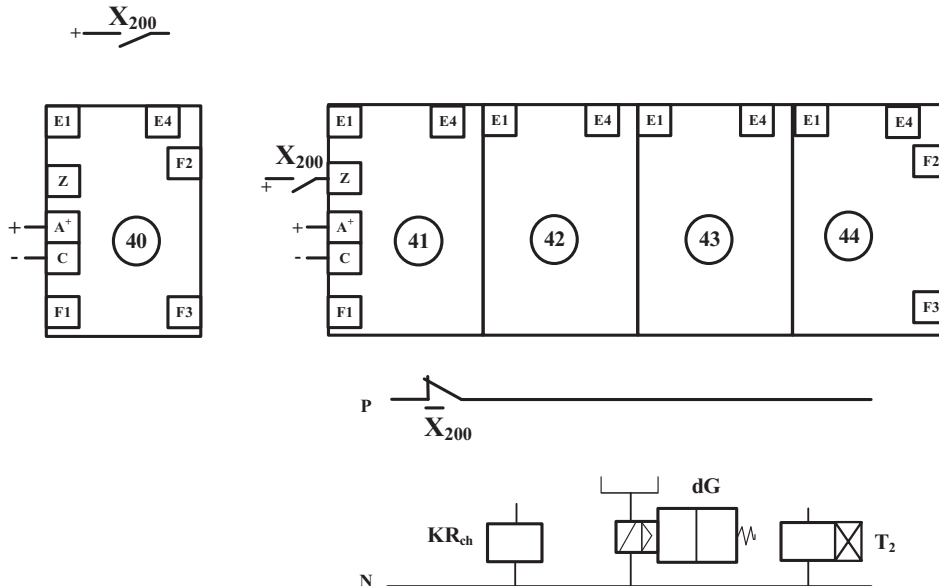 X200
+
E1 E4 E1 E4 E1 E4 E1 E4 E1 E4
F2 F2
X200
Z + Z
+ A+ 40 + A+ 41 42 43 44
- C - C
F1 F3 F1 F3
P
X̅200
dG
KRch T2
N